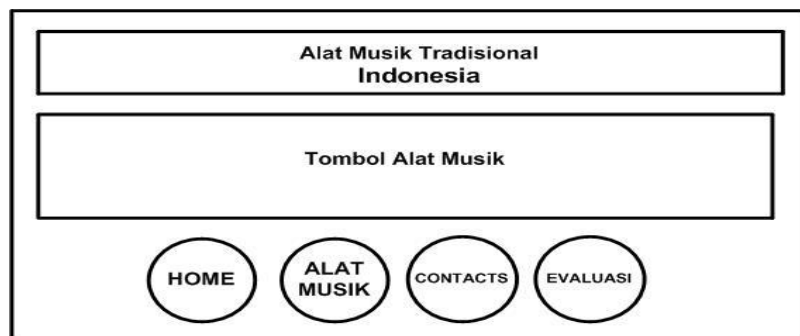 Alat Musik Tradisional
Indonesia
Tombol Alat Musik
HOME
ALAT
MUSIK
CONTACTS
EVALUASI